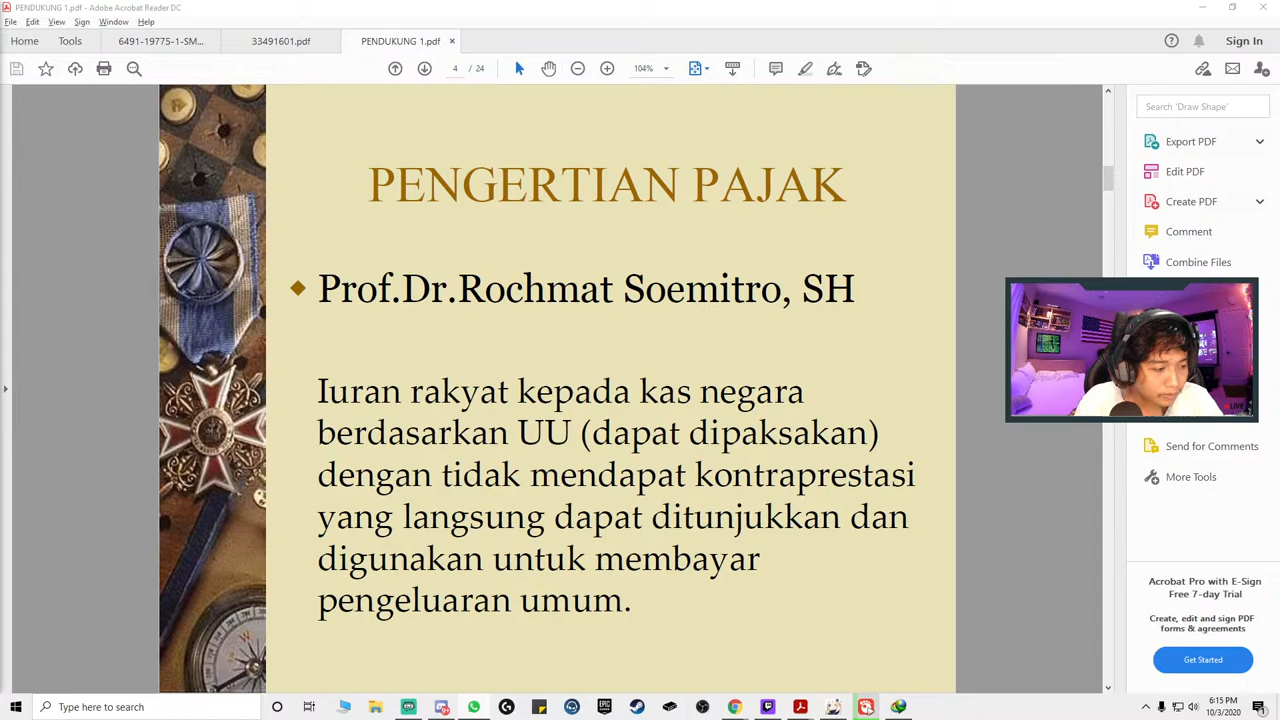 PENDUKUNG 1.pdf - Adobe Acrobat Reader DC
File Edit View Sign Window Help
Home Tools 6491-19775-1-SM... 33491601.pdf PENDUKUNG 1.pdf × Sign In
4 / 24 104%
Search 'Draw Shape'
Export PDF
Edit PDF
Create PDF
Comment
Combine Files
Send for Comments
More Tools
Acrobat Pro with E-Sign
Free 7-day Trial
Create, edit and sign PDF
forms & agreements
Get Started
PENGERTIAN PAJAK
Prof.Dr.Rochmat Soemitro, SH
Iuran rakyat kepada kas negara
berdasarkan UU (dapat dipaksakan)
dengan tidak mendapat kontraprestasi
yang langsung dapat ditunjukkan dan
digunakan untuk membayar
pengeluaran umum.
LIVE
Type here to search
EPIC
6:15 PM
10/3/2020